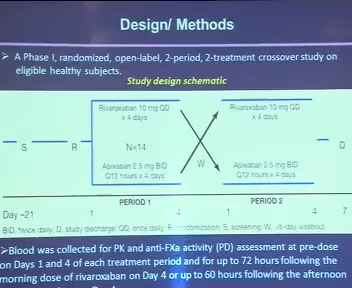 Design/ Methods
➢ A Phase I, randomized, open-label, 2-period, 2-treatment crossover study on
eligible healthy subjects.
Study design schematic
Rivaroxaban 10 mg QD
x 4 days
Rivaroxaban 10 mg QD
x 4 days
S
R
N=14
D
Apixaban 2.5 mg BID
Q12 hours x 4 days
W
Apixaban 2.5 mg BID
Q12 hours x 4 days
PERIOD 1
PERIOD 2
Day -21
1
4
1
4
7
BID, twice daily, D, study discharge; QD, once daily; R, randomization; S, screening; W, washout.
➢Blood was collected for PK and anti-FXa activity (PD) assessment at pre-dose
on Days 1 and 4 of each treatment period and for up to 72 hours following the
morning dose of rivaroxaban on Day 4 or up to 60 hours following the afternoon